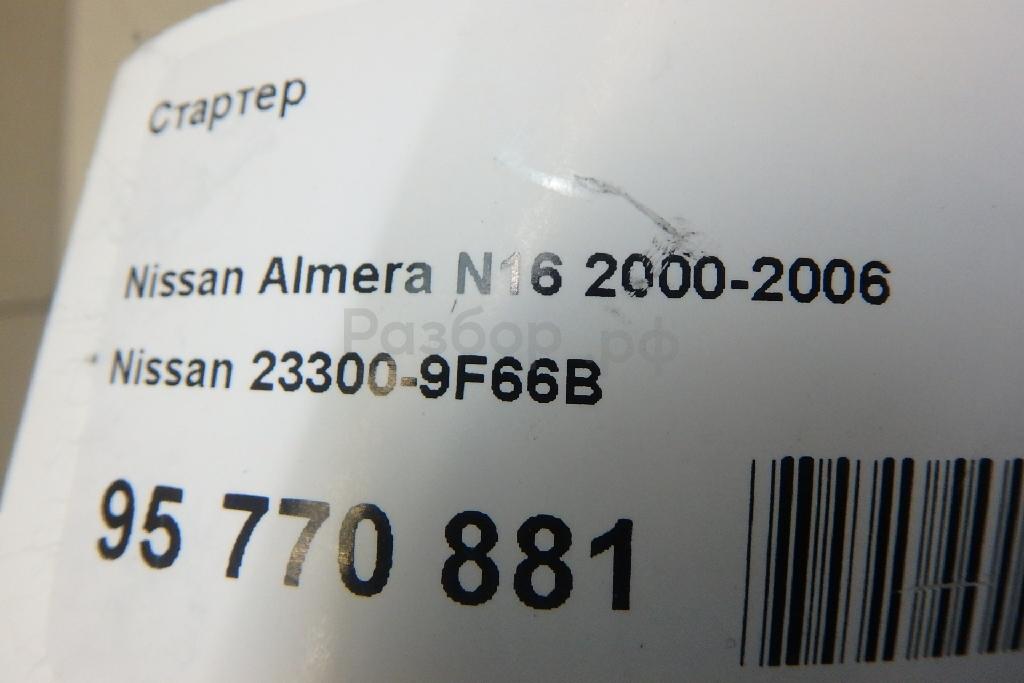 Стартер
Nissan Almera N16 2000-2006
Разбор.рф
Nissan 23300-9F66B
95 770 881